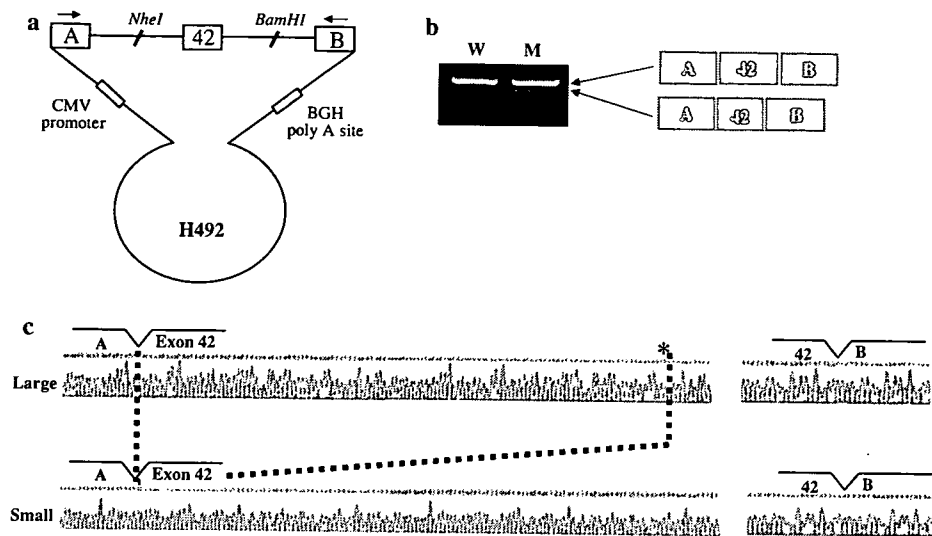 a
NheI
BamHI
A
42
B
CMV
promoter
BGH
poly A site
H492
b
W
M
A 42 B
A 42 B
c
A Exon 42
*
42 B
Large
A Exon 42
42 B
Small